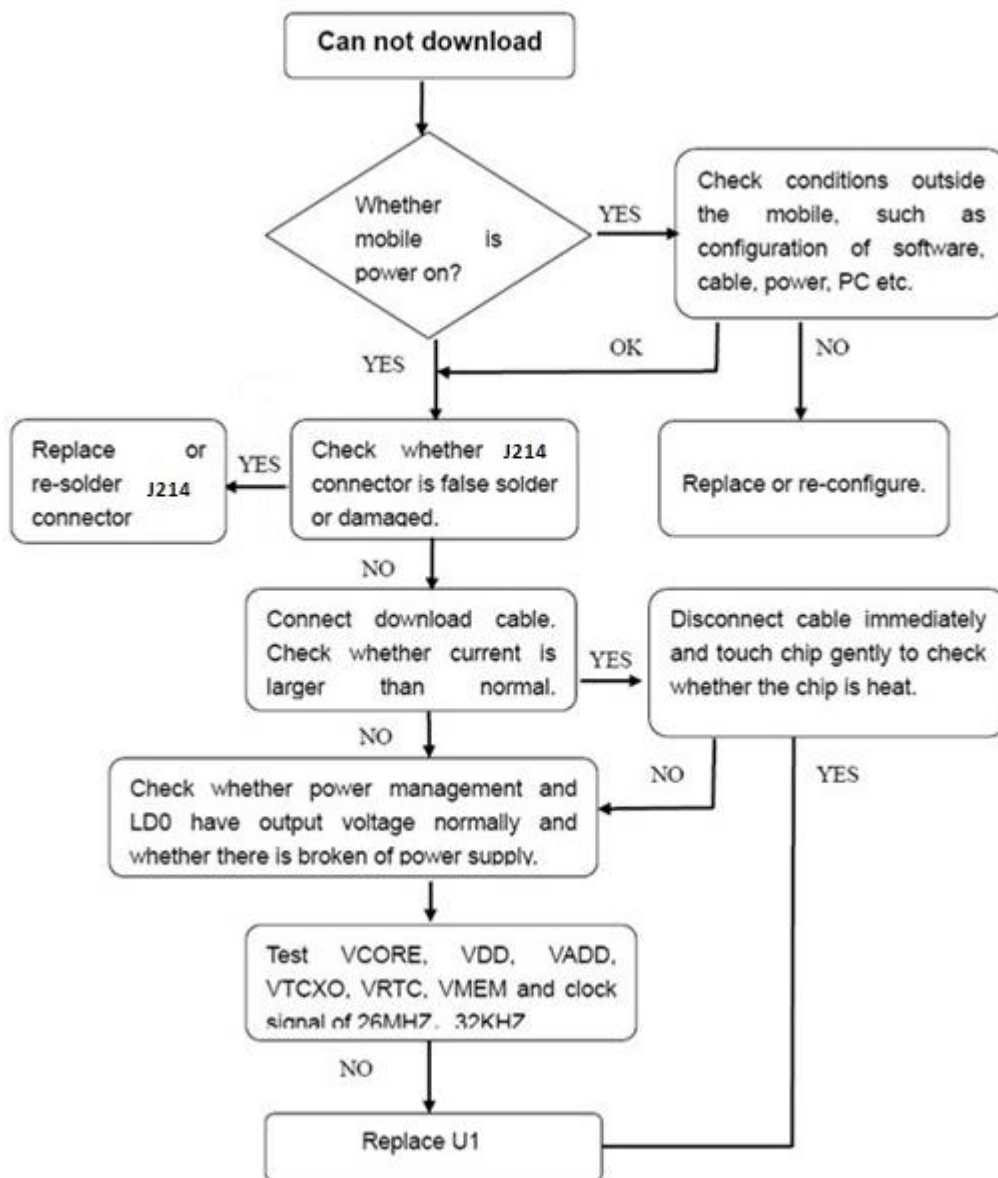 Can not download
Whether
mobile is
power on?
YES
Check conditions outside
the mobile, such as
configuration of software,
cable, power, PC etc.
YES
OK
NO
Replace or
re-solder J214
connector
YES
Check whether J214
connector is false solder
or damaged.
Replace or re-configure.
NO
Connect download cable.
Check whether current is
larger than normal.
YES
Disconnect cable immediately
and touch chip gently to check
whether the chip is heat.
NO
NO
YES
Check whether power management and
LD0 have output voltage normally and
whether there is broken of power supply.
Test VCORE, VDD, VADD,
VTCXO, VRTC, VMEM and clock
signal of 26MHZ, 32KHZ
NO
Replace U1